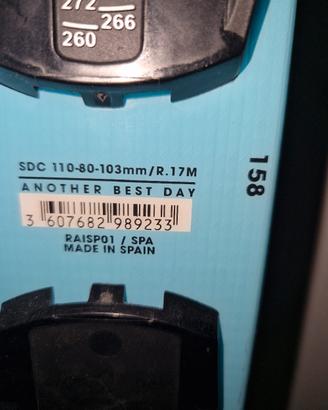 272
266
260
SDC 110-80-103mm/R.17M
ANOTHER BEST DAY
3 607682 989233
RAISP01 / SPA
MADE IN SPAIN
158